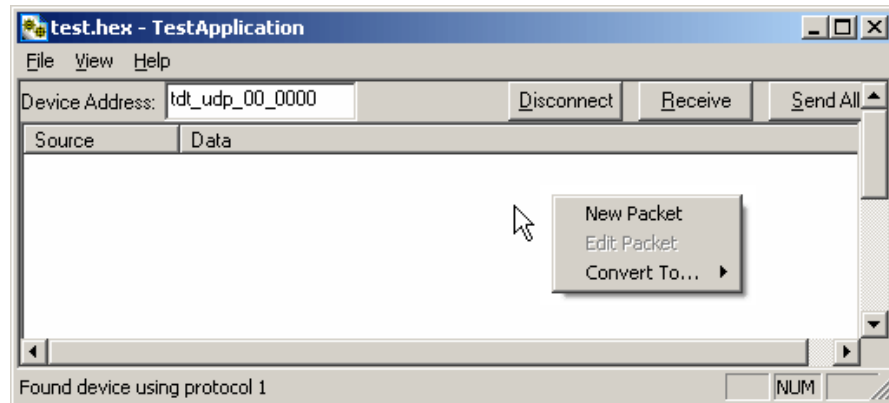 test.hex - TestApplication
File View Help
Device Address: tdt_udp_00_0000 Disconnect Receive Send All
Source Data
New Packet
Edit Packet
Convert To...
Found device using protocol 1 NUM